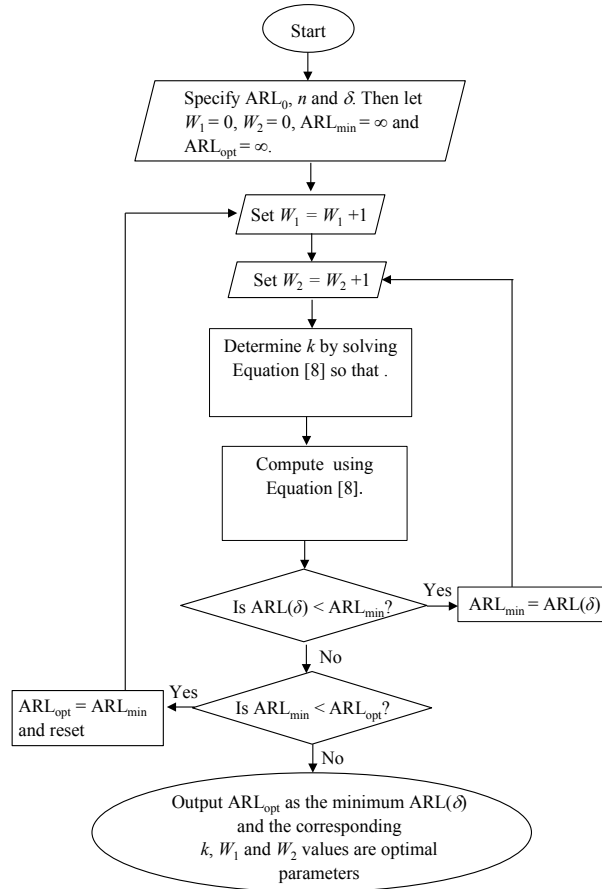 Start
Specify ARL₀, n and δ. Then let
W₁ = 0, W₂ = 0, ARLₘᵢₙ = ∞ and
ARLₒₚₜ = ∞.
Set W₁ = W₁ +1
Set W₂ = W₂ +1
Determine k by solving
Equation [8] so that .
Compute using
Equation [8].
Is ARL(δ) < ARLₘᵢₙ?
Yes
ARLₘᵢₙ = ARL(δ)
No
Is ARLₘᵢₙ < ARLₒₚₜ?
Yes
ARLₒₚₜ = ARLₘᵢₙ
and reset
No
Output ARLₒₚₜ as the minimum ARL(δ)
and the corresponding
k, W₁ and W₂ values are optimal
parameters